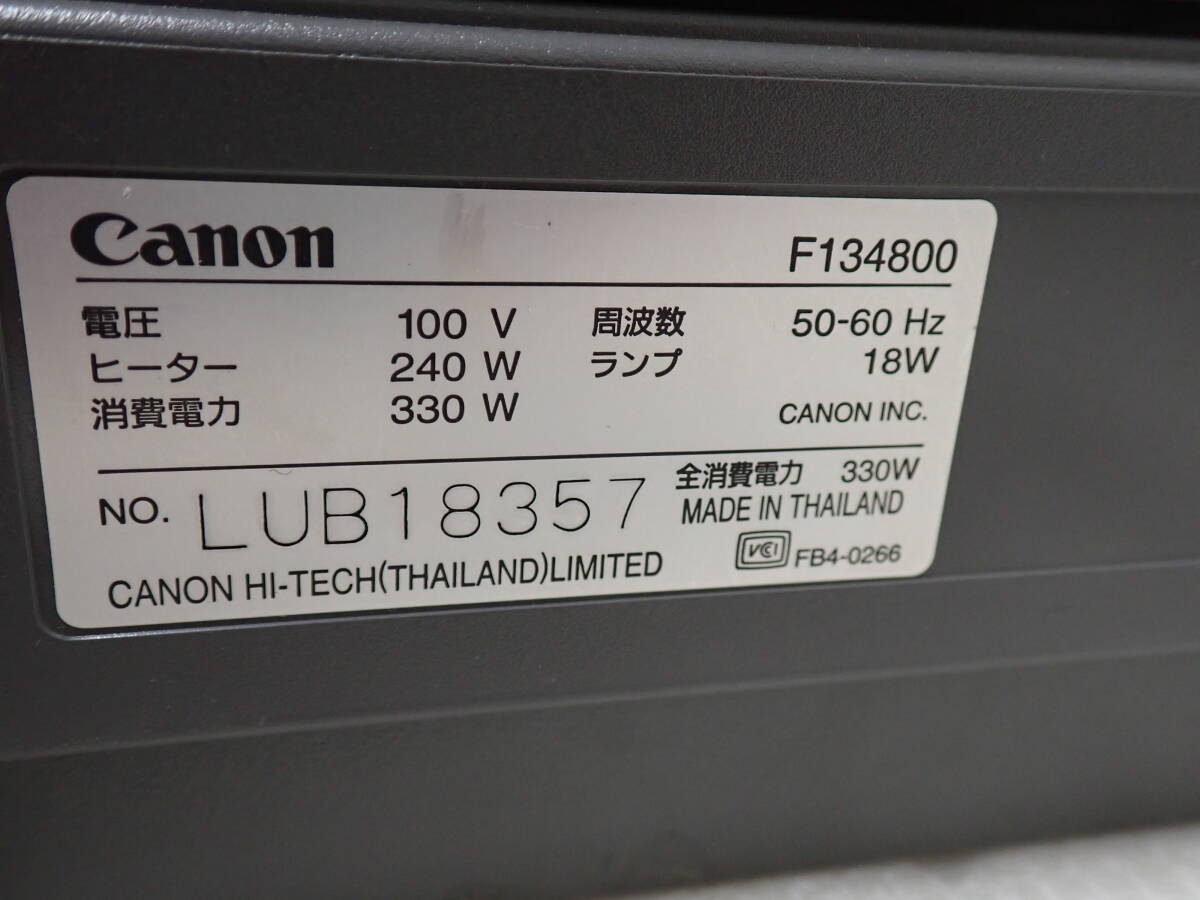 Canon F134800
電圧 100 V 周波数 50-60 Hz
ヒーター 240 W ランプ 18W
消費電力 330 W CANON INC.
NO. LUB18357 全消費電力 330W
MADE IN THAILAND
CANON HI-TECH(THAILAND)LIMITED VCCI FB4-0266